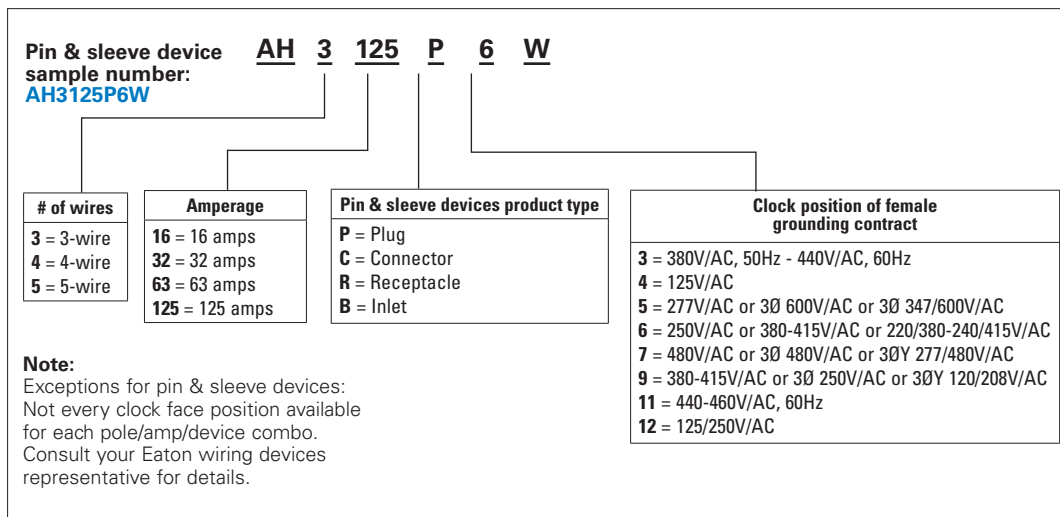 Pin & sleeve device
sample number:
AH3125P6W
AH 3 125 P 6 W
# of wires
3 = 3-wire
4 = 4-wire
5 = 5-wire
Amperage
16 = 16 amps
32 = 32 amps
63 = 63 amps
125 = 125 amps
Pin & sleeve devices product type
P = Plug
C = Connector
R = Receptacle
B = Inlet
Clock position of female
grounding contract
3 = 380V/AC, 50Hz - 440V/AC, 60Hz
4 = 125V/AC
5 = 277V/AC or 3Ø 600V/AC or 3Ø 347/600V/AC
6 = 250V/AC or 380-415V/AC or 220/380-240/415V/AC
7 = 480V/AC or 3Ø 480V/AC or 3ØY 277/480V/AC
9 = 380-415V/AC or 3Ø 250V/AC or 3ØY 120/208V/AC
11 = 440-460V/AC, 60Hz
12 = 125/250V/AC
Note:
Exceptions for pin & sleeve devices:
Not every clock face position available
for each pole/amp/device combo.
Consult your Eaton wiring devices
representative for details.